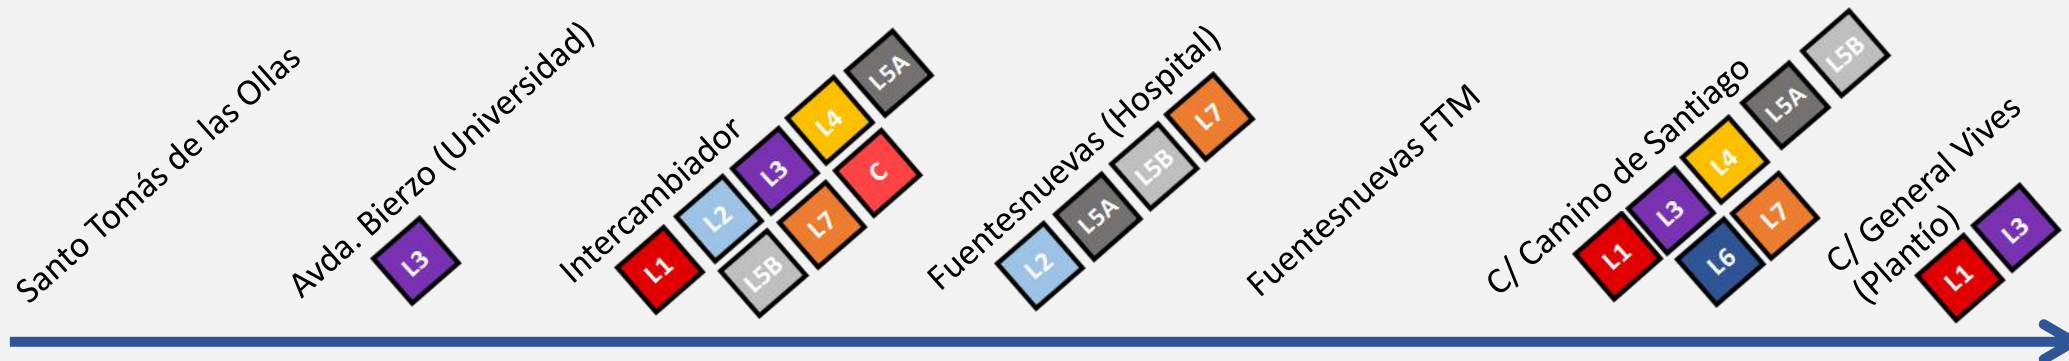 Santo Tomás de las Ollas
Avda. Bierzo (Universidad)
L3
Intercambiador
L1 L2 L3 L4 L5A
L5B L7 C
Fuentesnuevas (Hospital)
L2 L5A L5B L7
Fuentesnuevas FTM
C/ Camino de Santiago
L1 L3 L4 L5A L5B
L6 L7
C/ General Vives
(Plantío)
L1 L3